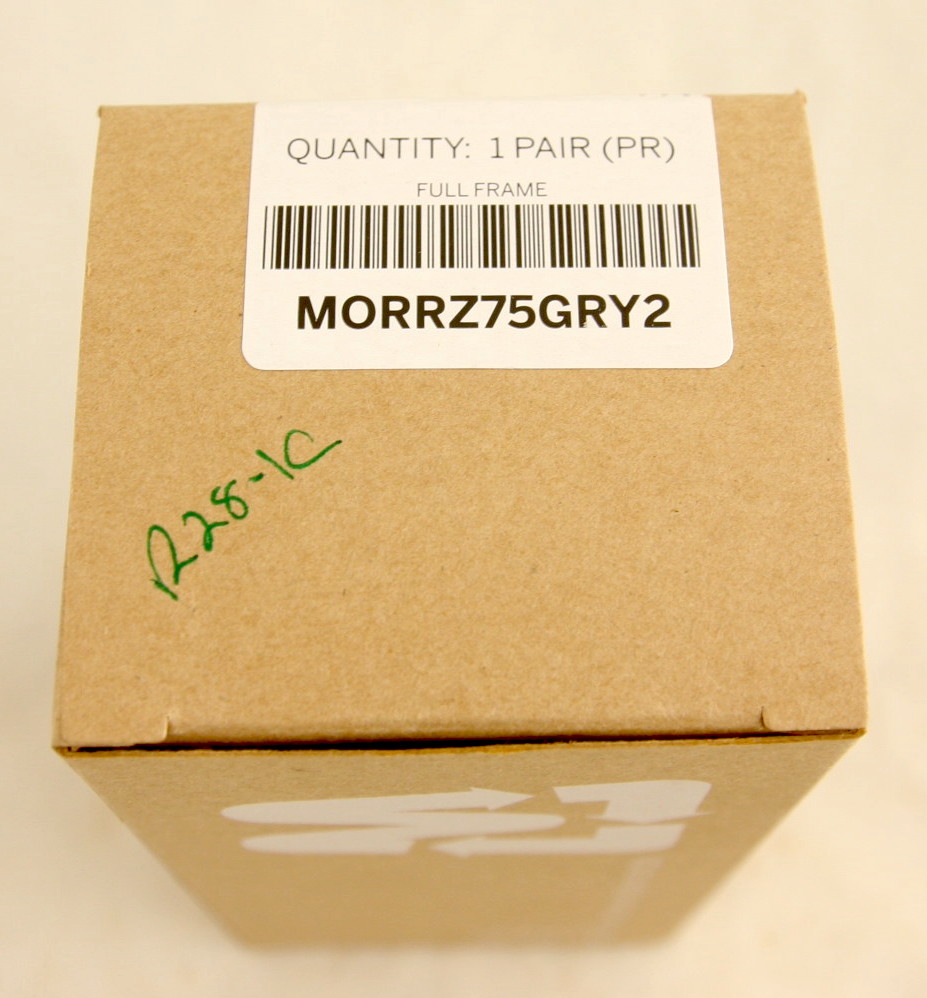 QUANTITY: 1 PAIR (PR)
FULL FRAME
MORRZ75GRY2
R28-1C